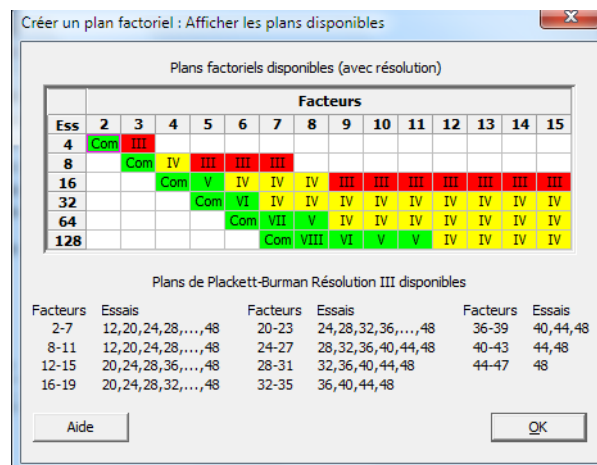 Créer un plan factoriel : Afficher les plans disponibles
Plans factoriels disponibles (avec résolution)
Facteurs
Ess 2 3 4 5 6 7 8 9 10 11 12 13 14 15
4 Com III
8 Com IV III III III
16 Com V IV IV IV III III III III III III III
32 Com VI IV IV IV IV IV IV IV IV IV
64 Com VII V IV IV IV IV IV IV IV
128 Com VIII VI V V IV IV IV IV
Plans de Plackett-Burman Résolution III disponibles
Facteurs Essais Facteurs Essais Facteurs Essais
2-7 12,20,24,28,...,48 20-23 24,28,32,36,...,48 36-39 40,44,48
8-11 12,20,24,28,...,48 24-27 28,32,36,40,44,48 40-43 44,48
12-15 20,24,28,36,...,48 28-31 32,36,40,44,48 44-47 48
16-19 20,24,28,32,...,48 32-35 36,40,44,48
Aide OK